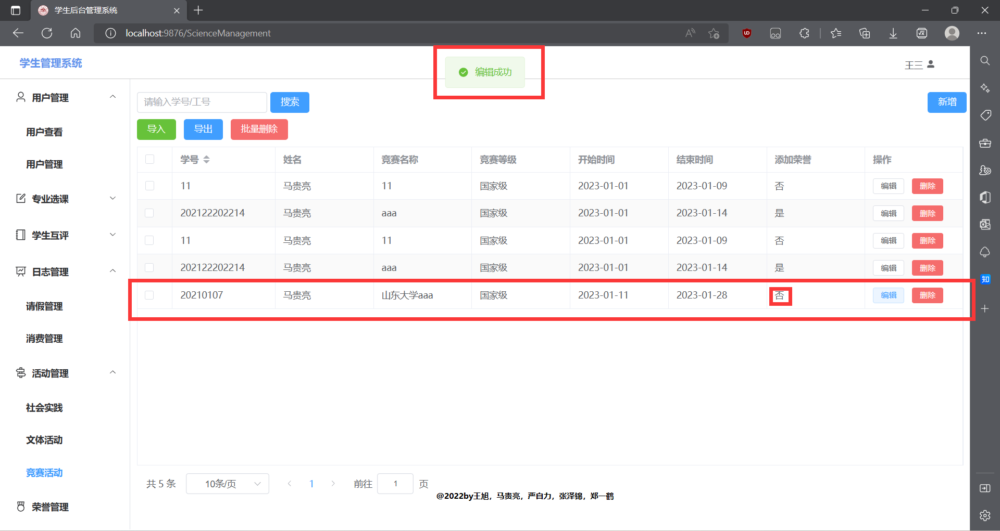 学生后台管理系统
localhost:9876/ScienceManagement
学生管理系统
编辑成功
王三
用户管理
用户查看
用户管理
专业选课
学生互评
日志管理
请假管理
消费管理
活动管理
社会实践
文体活动
竞赛活动
荣誉管理
请输入学号/工号 搜索 新增
导入 导出 批量删除
学号 姓名 竞赛名称 竞赛等级 开始时间 结束时间 添加荣誉 操作
11 马贵亮 11 国家级 2023-01-01 2023-01-09 否 编辑 删除
202122202214 马贵亮 aaa 国家级 2023-01-01 2023-01-14 是 编辑 删除
11 马贵亮 11 国家级 2023-01-01 2023-01-09 否 编辑 删除
202122202214 马贵亮 aaa 国家级 2023-01-01 2023-01-14 是 编辑 删除
20210107 马贵亮 山东大学aaa 国家级 2023-01-11 2023-01-28 否 编辑 删除
共 5 条 10条/页 1 前往 1 页
@2022by王旭，马贵亮，严自力，张泽锦，郑一鹤
知